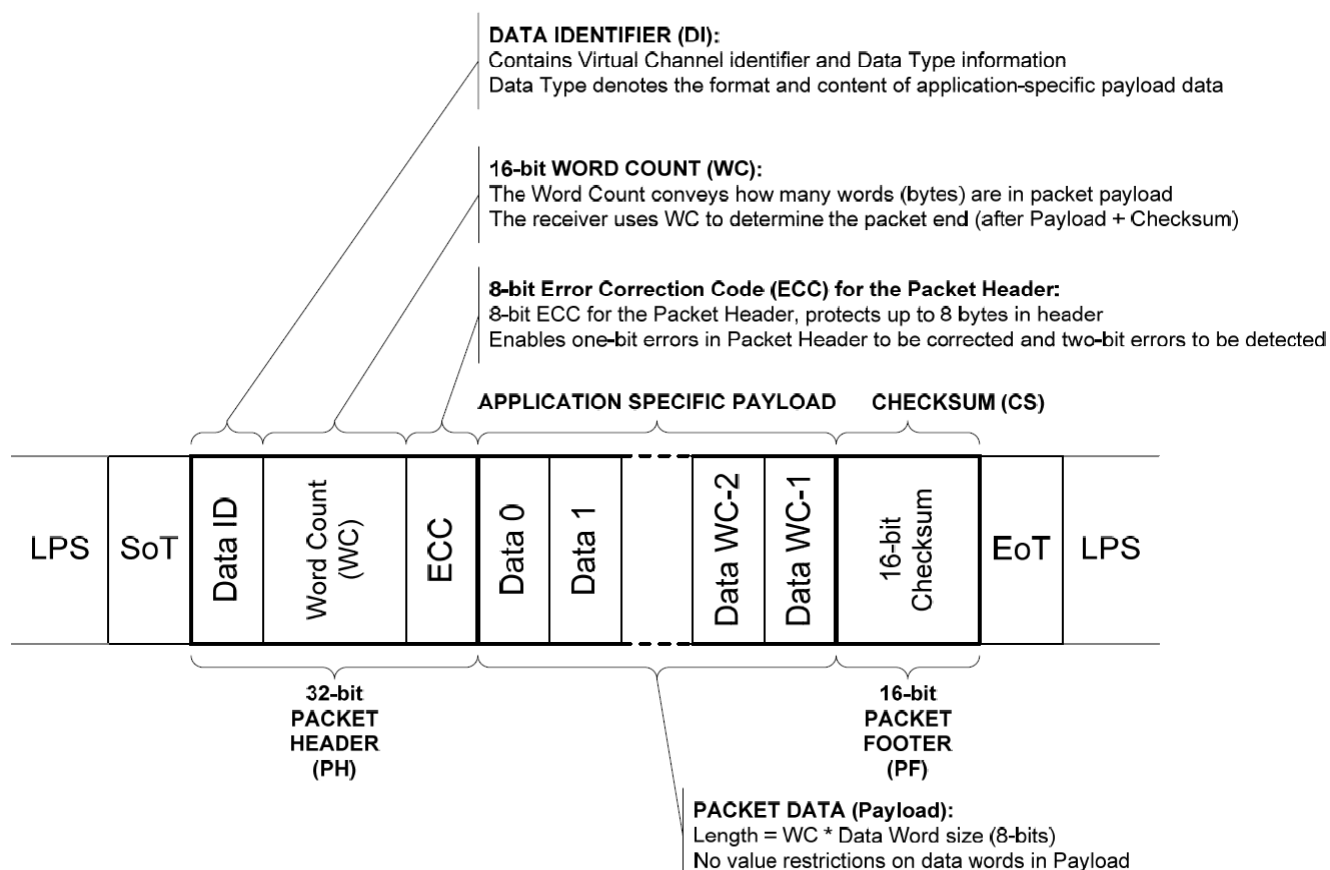 DATA IDENTIFIER (DI):
Contains Virtual Channel identifier and Data Type information
Data Type denotes the format and content of application-specific payload data
16-bit WORD COUNT (WC):
The Word Count conveys how many words (bytes) are in packet payload
The receiver uses WC to determine the packet end (after Payload + Checksum)
8-bit Error Correction Code (ECC) for the Packet Header:
8-bit ECC for the Packet Header, protects up to 8 bytes in header
Enables one-bit errors in Packet Header to be corrected and two-bit errors to be detected
APPLICATION SPECIFIC PAYLOAD
CHECKSUM (CS)
LPS
SoT
Data ID
Word Count
(WC)
ECC
Data 0
Data 1
Data WC-2
Data WC-1
16-bit
Checksum
EoT
LPS
32-bit
PACKET
HEADER
(PH)
16-bit
PACKET
FOOTER
(PF)
PACKET DATA (Payload):
Length = WC * Data Word size (8-bits)
No value restrictions on data words in Payload